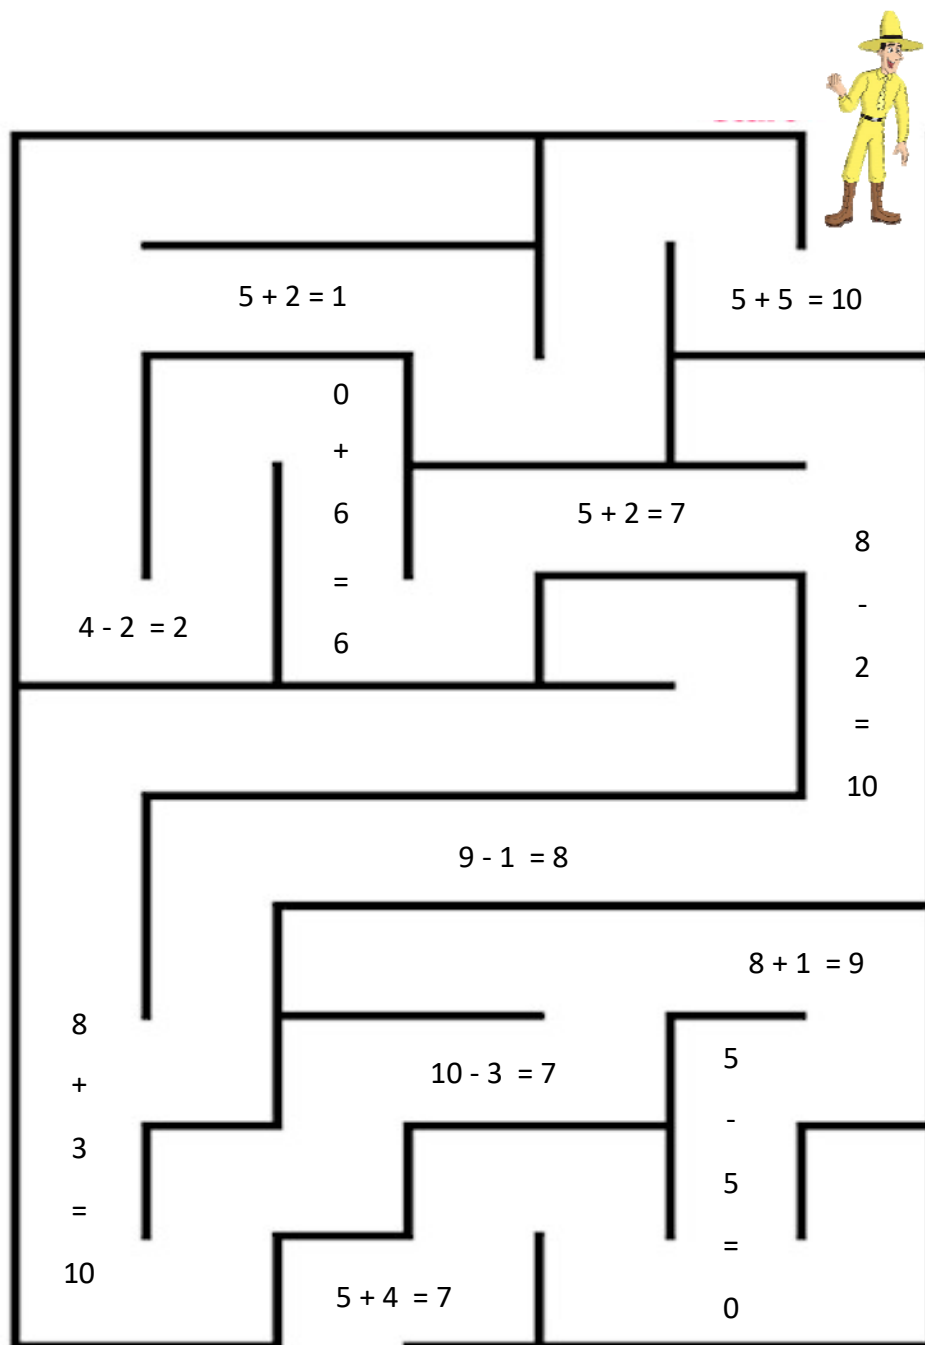 5 + 2 = 1
5 + 5 = 10
0
+
6
=
6
5 + 2 = 7
8
-
2
=
10
4 - 2 = 2
9 - 1 = 8
8 + 1 = 9
8
+
3
=
10
10 - 3 = 7
5
-
5
=
0
5 + 4 = 7